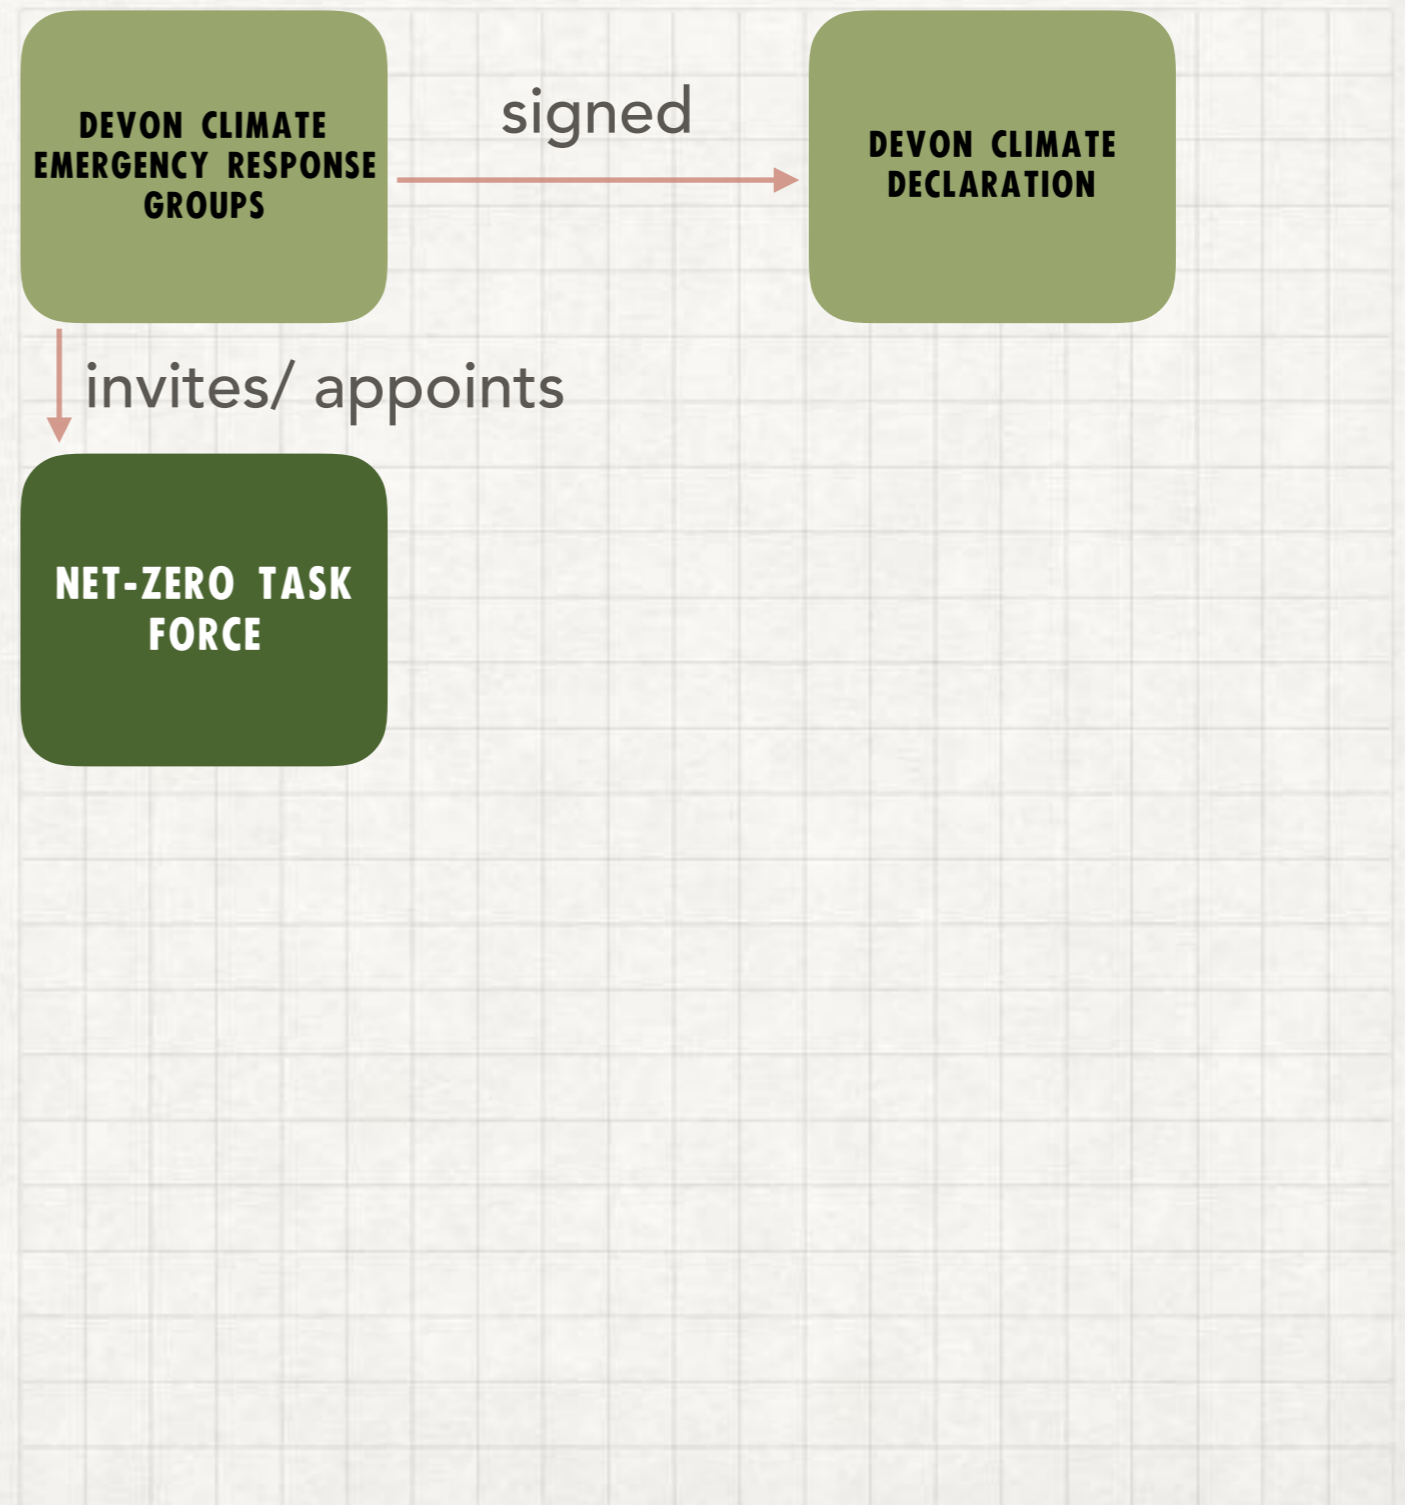 DEVON CLIMATE
EMERGENCY RESPONSE
GROUPS
signed
DEVON CLIMATE
DECLARATION
invites/ appoints
NET-ZERO TASK
FORCE